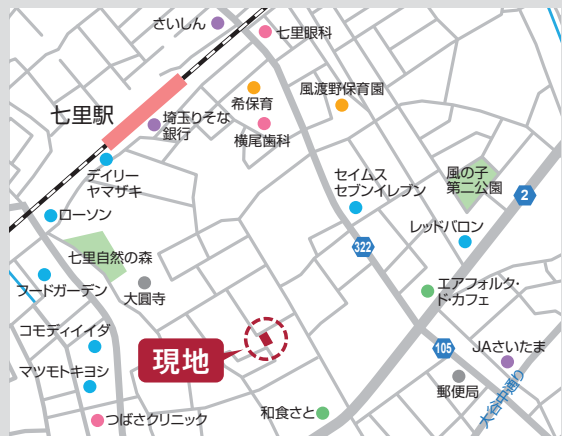 さいしん
七里眼科
七里駅
希保育
風渡野保育園
埼玉りそな
銀行
横尾歯科
デイリー
ヤマザキ
セイムス
セブンイレブン
風の子
第二公園
2
ローソン
322
レッドバロン
七里自然の森
フードガーデン
大圓寺
エアフォルク・
ド・カフェ
コモディイイダ
現地
105
JAさいたま
マツモトキヨシ
郵便局
大谷中通り
つばさクリニック
和食さと